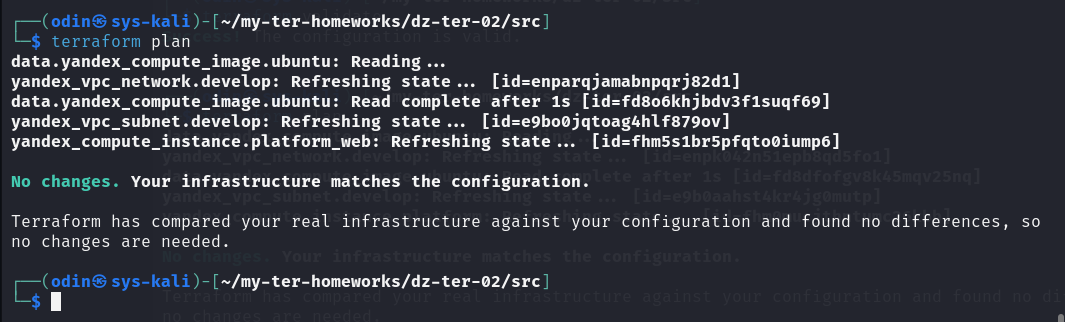 ┌──(odin㉿sys-kali)-[~/my-ter-homeworks/dz-ter-02/src]
└─$ terraform plan
data.yandex_compute_image.ubuntu: Reading...
yandex_vpc_network.develop: Refreshing state... [id=enparqjamabnpqrj82d1]
data.yandex_compute_image.ubuntu: Read complete after 1s [id=fd8o6khjbdv3f1suqf69]
yandex_vpc_subnet.develop: Refreshing state... [id=e9bo0jqtoag4hlf879ov]
yandex_compute_instance.platform_web: Refreshing state... [id=fhm5s1br5pfqto0iump6]
No changes. Your infrastructure matches the configuration.
Terraform has compared your real infrastructure against your configuration and found no differences, so
no changes are needed.
┌──(odin㉿sys-kali)-[~/my-ter-homeworks/dz-ter-02/src]
└─$